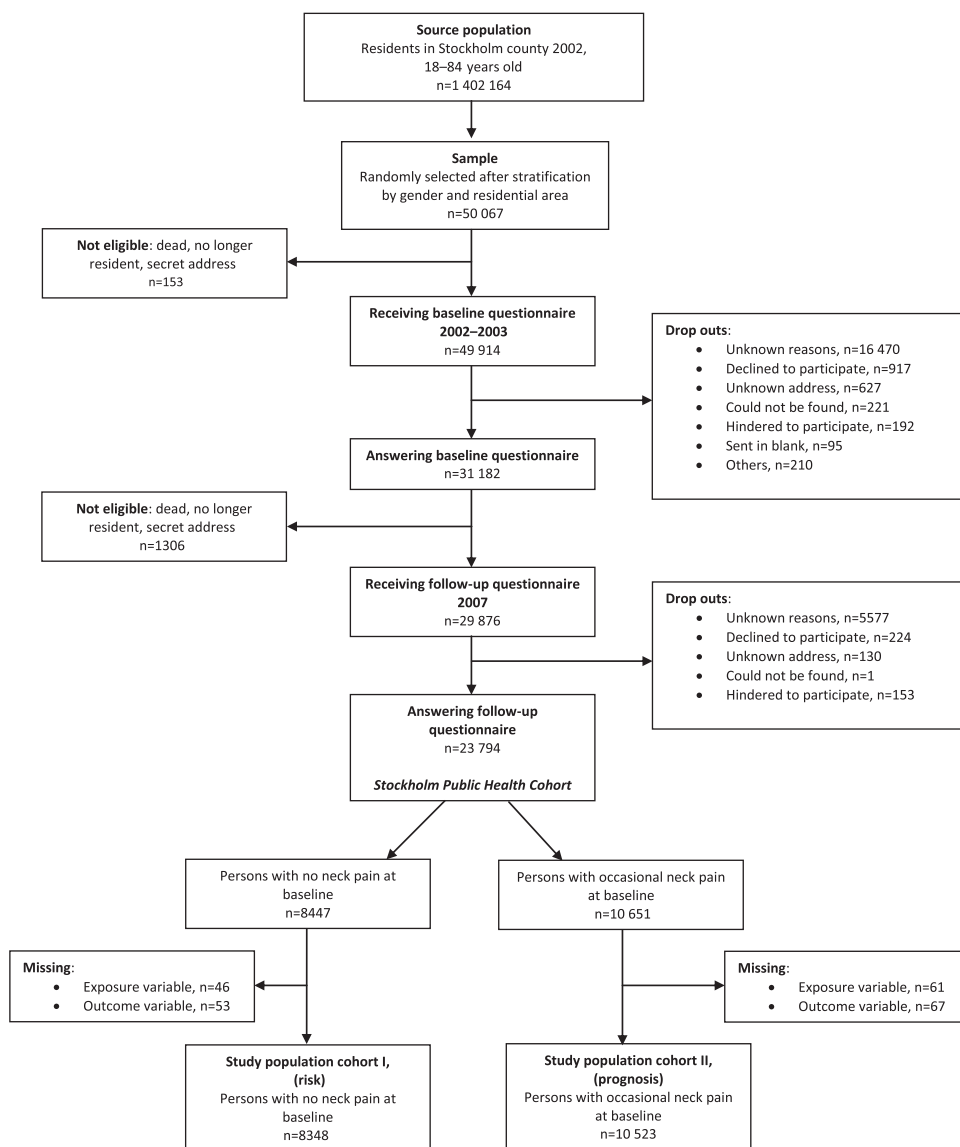 Source population
Residents in Stockholm county 2002,
18–84 years old
n=1 402 164
Sample
Randomly selected after stratification
by gender and residential area
n=50 067
Not eligible: dead, no longer
resident, secret address
n=153
Receiving baseline questionnaire
2002–2003
n=49 914
Drop outs:
• Unknown reasons, n=16 470
• Declined to participate, n=917
• Unknown address, n=627
• Could not be found, n=221
• Hindered to participate, n=192
• Sent in blank, n=95
• Others, n=210
Answering baseline questionnaire
n=31 182
Not eligible: dead, no longer
resident, secret address
n=1306
Receiving follow-up questionnaire
2007
n=29 876
Drop outs:
• Unknown reasons, n=5577
• Declined to participate, n=224
• Unknown address, n=130
• Could not be found, n=1
• Hindered to participate, n=153
Answering follow-up
questionnaire
n=23 794
Stockholm Public Health Cohort
Persons with no neck pain at
baseline
n=8447
Persons with occasional neck pain
at baseline
n=10 651
Missing:
• Exposure variable, n=46
• Outcome variable, n=53
Missing:
• Exposure variable, n=61
• Outcome variable, n=67
Study population cohort I,
(risk)
Persons with no neck pain at
baseline
n=8348
Study population cohort II,
(prognosis)
Persons with occasional neck pain
at baseline
n=10 523